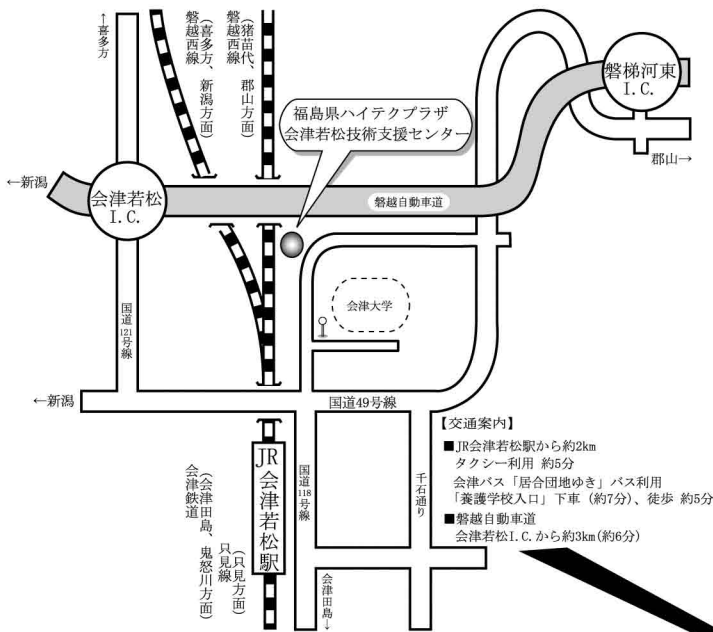 ←喜多方
磐越西線
(喜多方、新潟方面)
磐越西線
(猪苗代、郡山方面)
福島県ハイテクプラザ
会津若松技術支援センター
磐梯河東
I.C.
郡山→
←新潟
会津若松
I.C.
磐越自動車道
会津大学
国道121号線
←新潟
国道49号線
JR会津若松駅
国道118号線
千石通り
会津鉄道
(会津田島、鬼怒川方面)
只見線
(只見方面)
会津田島→
【交通案内】
■JR会津若松駅から約2km
タクシー利用 約5分
会津バス「居合団地ゆき」バス利用
「養護学校入口」下車 (約7分)、徒歩 約5分
■磐越自動車道
会津若松I.C.から約3km(約6分)